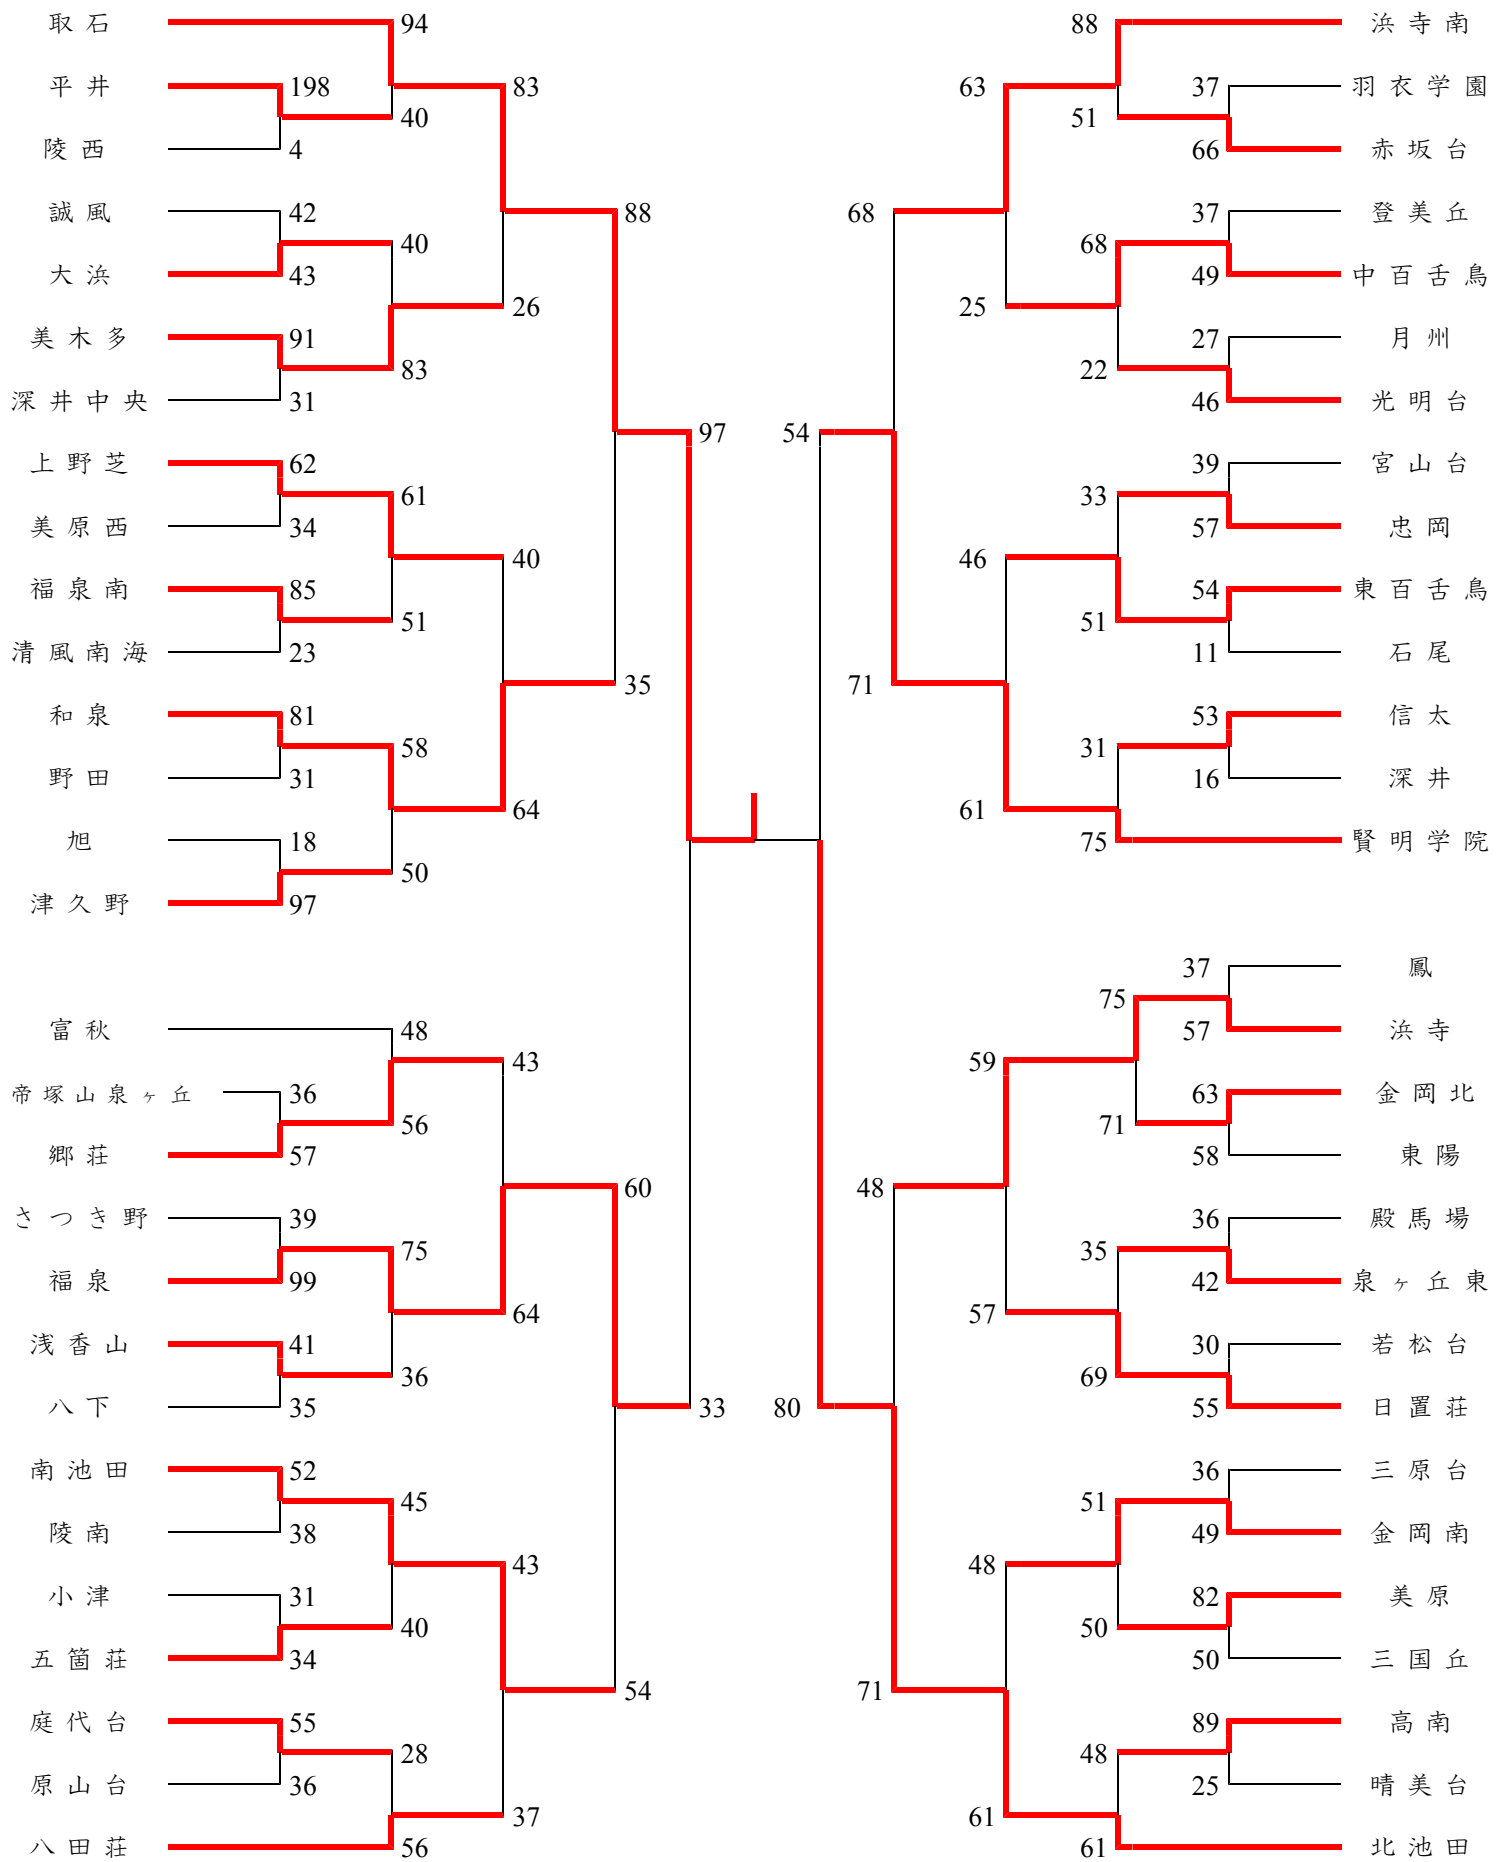 取石 94 88 浜寺南
平井 198 83 63 37 羽衣学園
40 51
陵西 4 66 赤坂台
誠風 42 88 68 37 登美丘
40 68
大浜 43 49 中百舌鳥
26 25
美木多 91 27 月州
83 22
深井中央 31 46 光明台
97 54
上野芝 62 39 宮山台
61 33
美原西 34 57 忠岡
40 46
福泉南 85 54 東百舌鳥
51 51
清風南海 23 11 石尾
35 71
和泉 81 53 信太
58 31
野田 31 16 深井
64 61
旭 18 75 賢明学院
50
津久野 97
37 鳳
75
富秋 48 57 浜寺
43 59
帝塚山泉ヶ丘 36 63 金岡北
56 71
郷荘 57 58 東陽
60 48
さつき野 39 36 殿馬場
75 35
福泉 99 42 泉ヶ丘東
64 57
浅香山 41 30 若松台
36 69
八下 35 33 80 55 日置荘
南池田 52 36 三原台
45 51
陵南 38 49 金岡南
43 48
小津 31 82 美原
40 50
五箇荘 34 50 三国丘
54 71
庭代台 55 89 高南
28 48
原山台 36 25 晴美台
37 61
八田荘 56 61 北池田